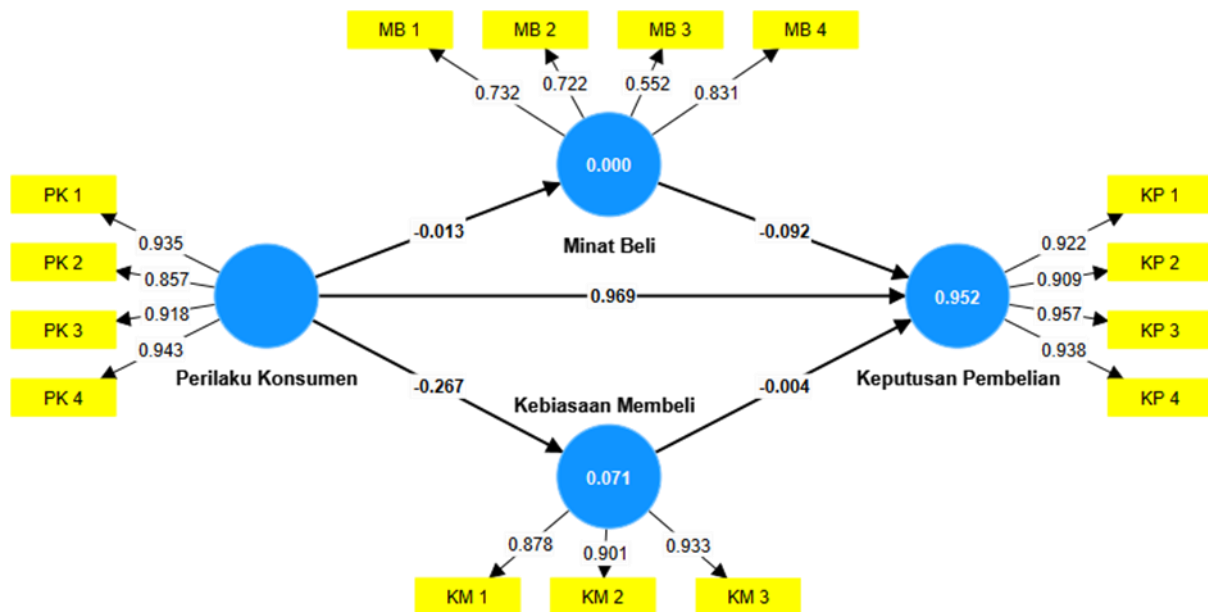 MB 1 MB 2 MB 3 MB 4
0.732 0.722 0.552 0.831
0.000
Minat Beli
PK 1
PK 2
PK 3
PK 4
0.935
0.857
0.918
0.943
Perilaku Konsumen
-0.013
-0.092
0.969
-0.267
-0.004
KP 1
KP 2
KP 3
KP 4
0.922
0.909
0.957
0.938
0.952
Keputusan Pembelian
Kebiasaan Membeli
0.071
0.878 0.901 0.933
KM 1 KM 2 KM 3